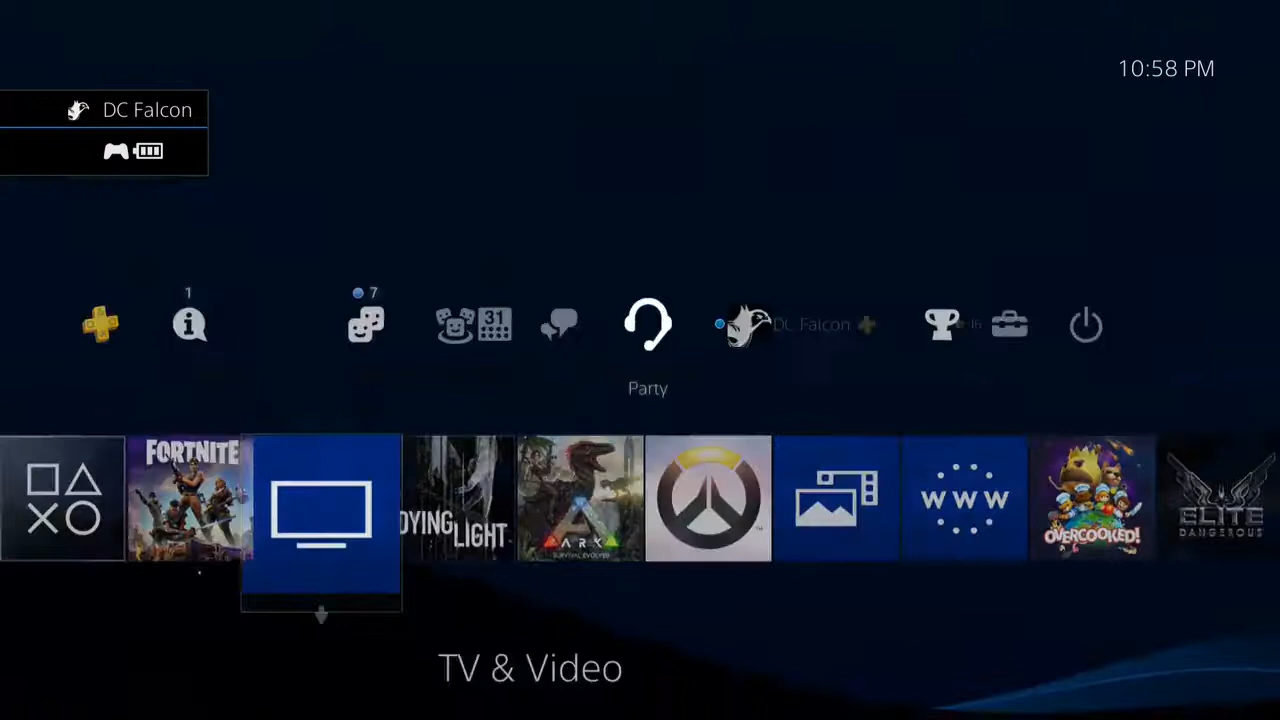 10:58 PM
DC Falcon
1
7
31
DC Falcon
16
Party
FORTNITE
DYING LIGHT
ARK
SURVIVAL EVOLVED
WWW
OVERCOOKED!
ELITE
DANGEROUS
TV & Video